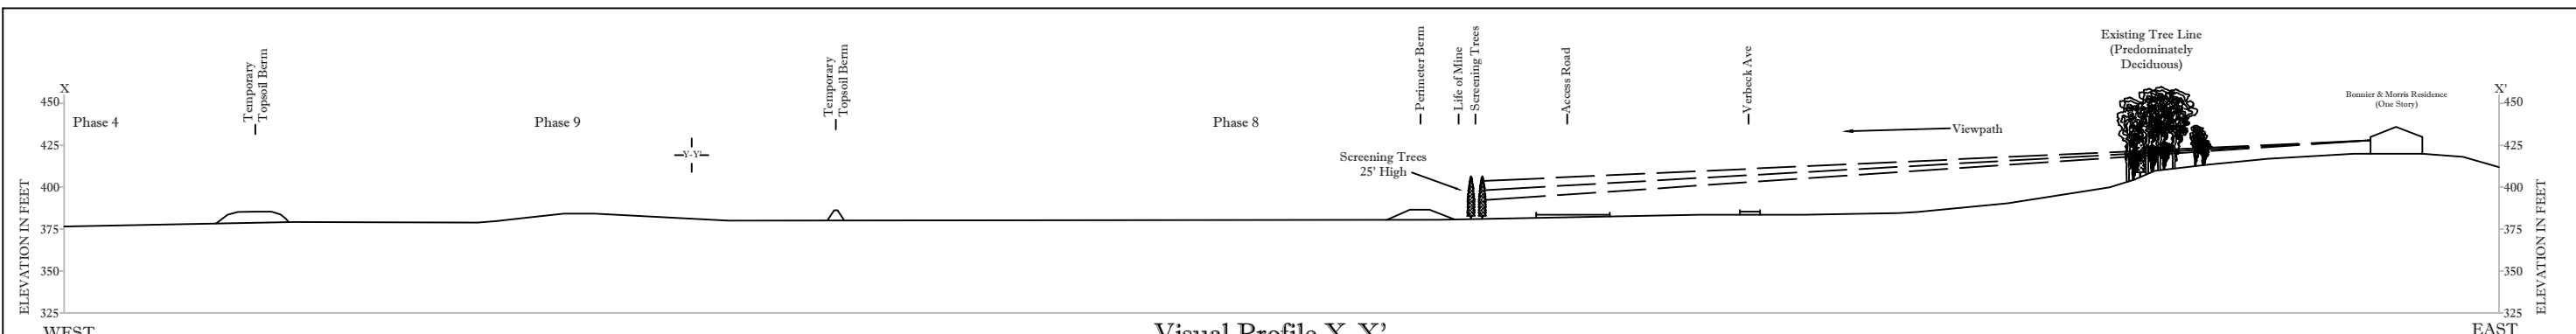 Temporary
Topsoil Berm
Temporary
Topsoil Berm
Perimeter Berm
Life of Mine
Screening Trees
Access Road
Verbeck Ave
Existing Tree Line
(Predominately
Deciduous)
Bonnier & Morris Residence
(One Story)
X
X'
Phase 4
Phase 9
Y-Y'
Phase 8
Screening Trees
25' High
Viewpath
ELEVATION IN FEET
450
425
400
375
350
325
450
425
400
375
350
325
ELEVATION IN FEET
WEST
Visual Profile X-X'
EAST